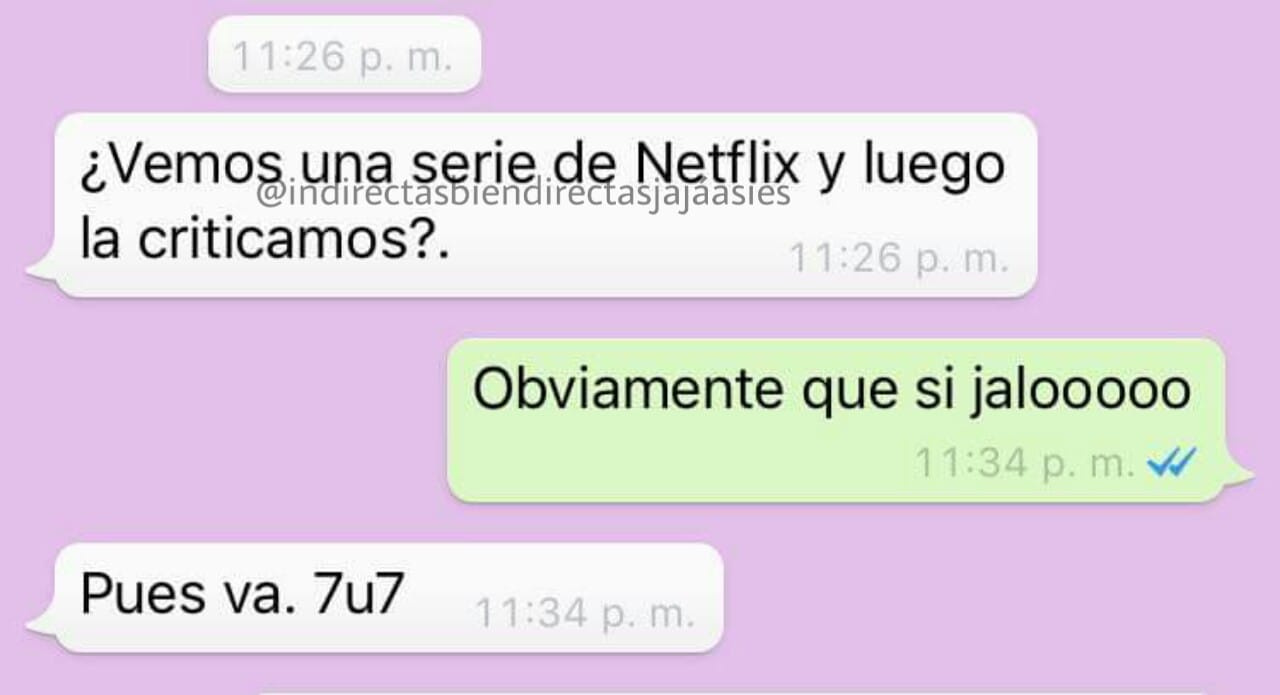 11:26 p. m.
¿Vemos una serie de Netflix y luego
@indirectasbiendirectasjajaasies
la criticamos?.
11:26 p. m.
Obviamente que si jalooooo
11:34 p. m.
Pues va. 7u7
11:34 p. m.